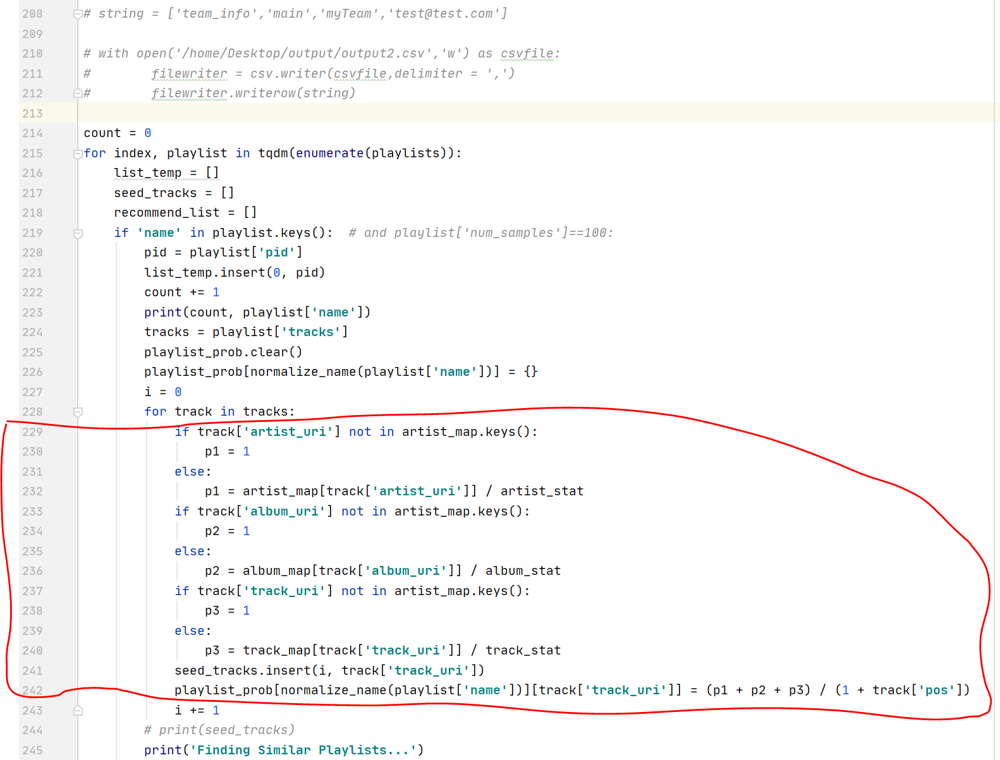 208 # string = ['team_info','main','myTeam','test@test.com']
209
210 # with open('/home/Desktop/output/output2.csv','w') as csvfile:
211 #        filewriter = csv.writer(csvfile,delimiter = ',')
212 #        filewriter.writerow(string)
213
214 count = 0
215 for index, playlist in tqdm(enumerate(playlists)):
216     list_temp = []
217     seed_tracks = []
218     recommend_list = []
219     if 'name' in playlist.keys():  # and playlist['num_samples']==100:
220         pid = playlist['pid']
221         list_temp.insert(0, pid)
222         count += 1
223         print(count, playlist['name'])
224         tracks = playlist['tracks']
225         playlist_prob.clear()
226         playlist_prob[normalize_name(playlist['name'])] = {}
227         i = 0
228         for track in tracks:
229             if track['artist_uri'] not in artist_map.keys():
230                 p1 = 1
231             else:
232                 p1 = artist_map[track['artist_uri']] / artist_stat
233             if track['album_uri'] not in artist_map.keys():
234                 p2 = 1
235             else:
236                 p2 = album_map[track['album_uri']] / album_stat
237             if track['track_uri'] not in artist_map.keys():
238                 p3 = 1
239             else:
240                 p3 = track_map[track['track_uri']] / track_stat
241             seed_tracks.insert(i, track['track_uri'])
242             playlist_prob[normalize_name(playlist['name'])][track['track_uri']] = (p1 + p2 + p3) / (1 + track['pos'])
243             i += 1
244         # print(seed_tracks)
245         print('Finding Similar Playlists...')